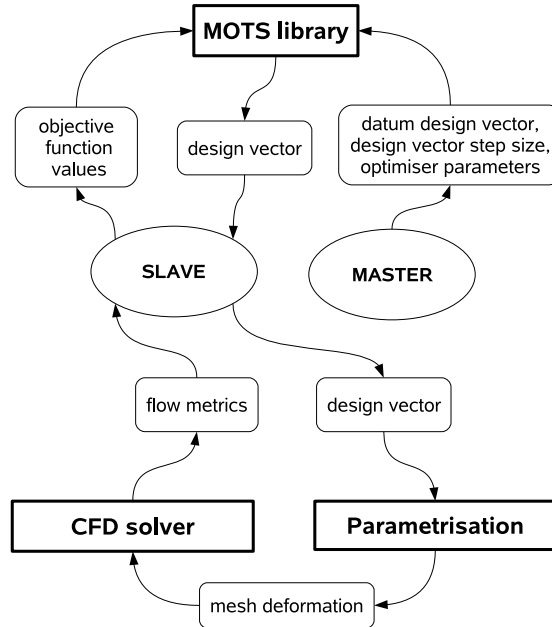 MOTS library
objective
function
values
design vector
datum design vector,
design vector step size,
optimiser parameters
SLAVE
MASTER
flow metrics
design vector
CFD solver
Parametrisation
mesh deformation